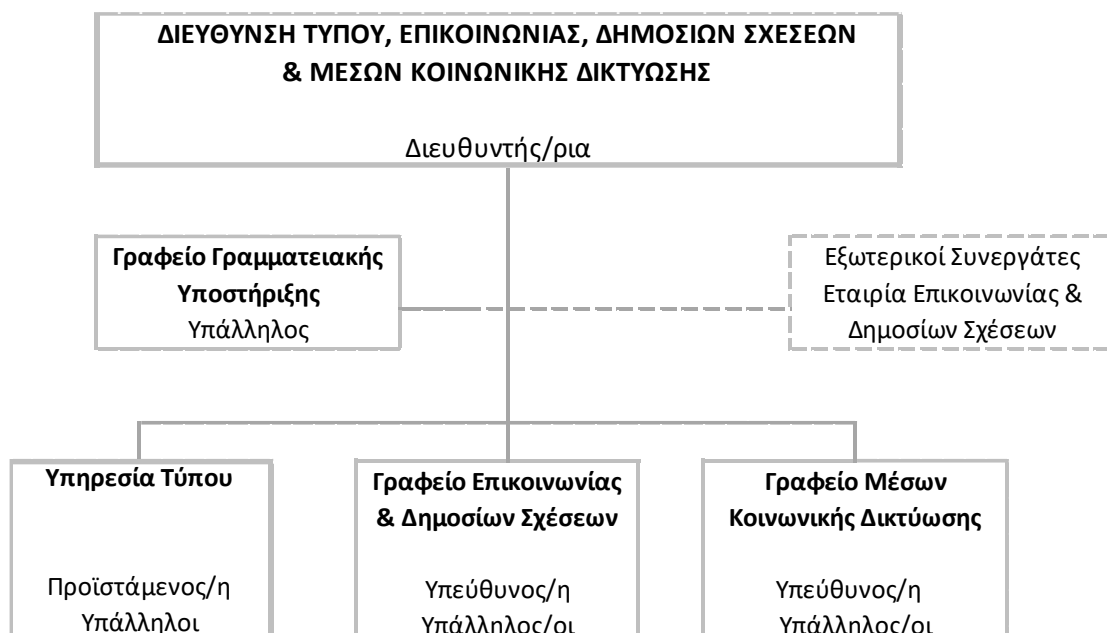 ΔΙΕΥΘΥΝΣΗ ΤΥΠΟΥ, ΕΠΙΚΟΙΝΩΝΙΑΣ, ΔΗΜΟΣΙΩΝ ΣΧΕΣΕΩΝ
& ΜΕΣΩΝ ΚΟΙΝΩΝΙΚΗΣ ΔΙΚΤΥΩΣΗΣ
Διευθυντής/ρια
Γραφείο Γραμματειακής
Υποστήριξης
Υπάλληλος
Εξωτερικοί Συνεργάτες
Εταιρία Επικοινωνίας &
Δημοσίων Σχέσεων
Υπηρεσία Τύπου
Προϊστάμενος/η
Υπάλληλοι
Γραφείο Επικοινωνίας
& Δημοσίων Σχέσεων
Υπεύθυνος/η
Υπάλληλος/οι
Γραφείο Μέσων
Κοινωνικής Δικτύωσης
Υπεύθυνος/η
Υπάλληλος/οι